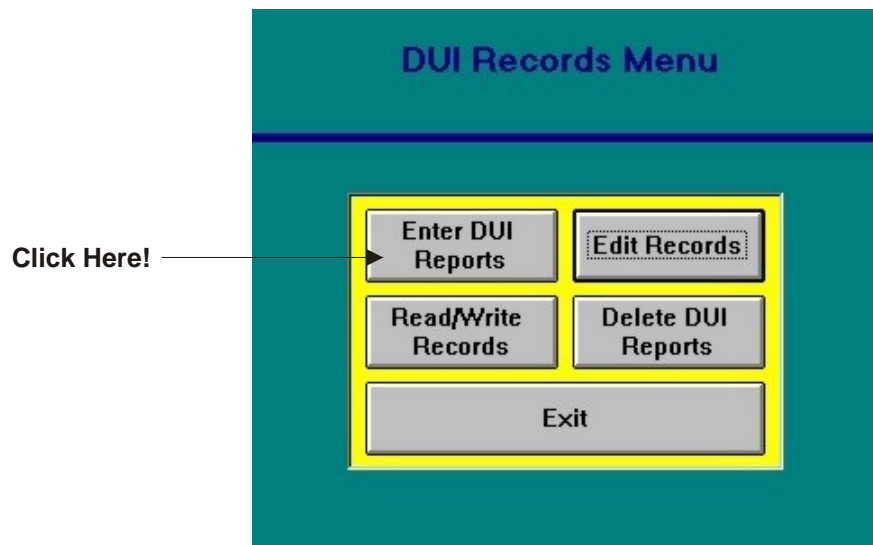 DUI Records Menu
Click Here!
Enter DUI
Reports
Edit Records
Read/Write
Records
Delete DUI
Reports
Exit